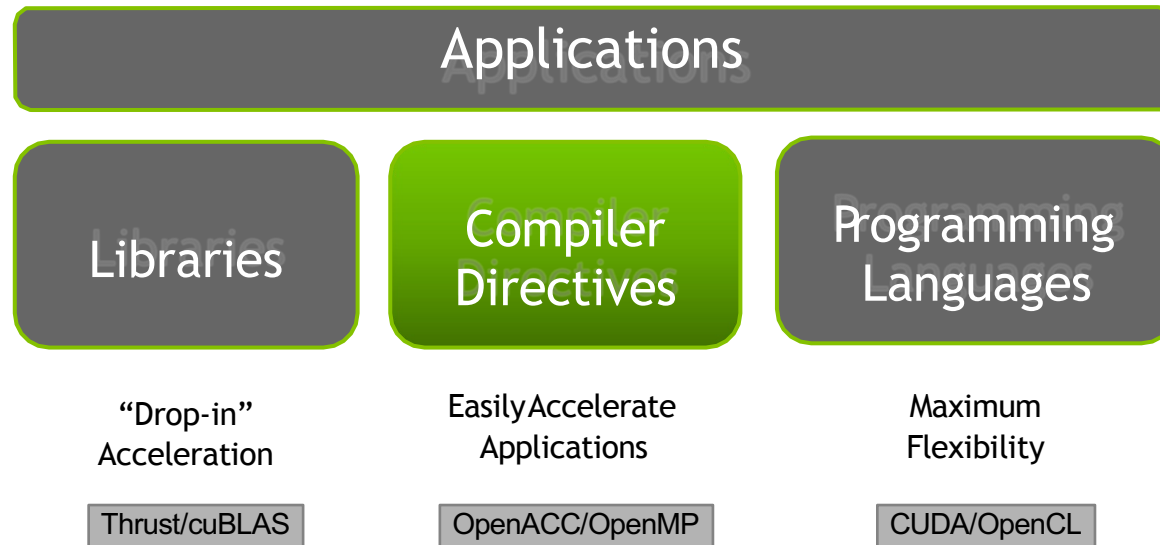 Applications
Libraries
Compiler
Directives
Programming
Languages
“Drop-in”
Acceleration
EasilyAccelerate
Applications
Maximum
Flexibility
Thrust/cuBLAS
OpenACC/OpenMP
CUDA/OpenCL